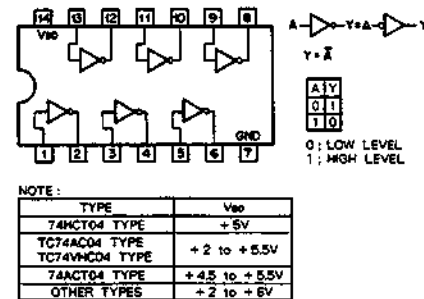 14 13 12 11 10 9 8
VDD
GND
1 2 3 4 5 6 7
A Y=A Y
Y = A̅
A Y
0 1
1 0
0 ; LOW LEVEL
1 ; HIGH LEVEL
NOTE :
TYPE VDD
74HCT04 TYPE +5V
TC74AC04 TYPE
TC74VHC04 TYPE
+2 to +5.5V
74ACT04 TYPE +4.5 to +5.5V
OTHER TYPES +2 to +6V